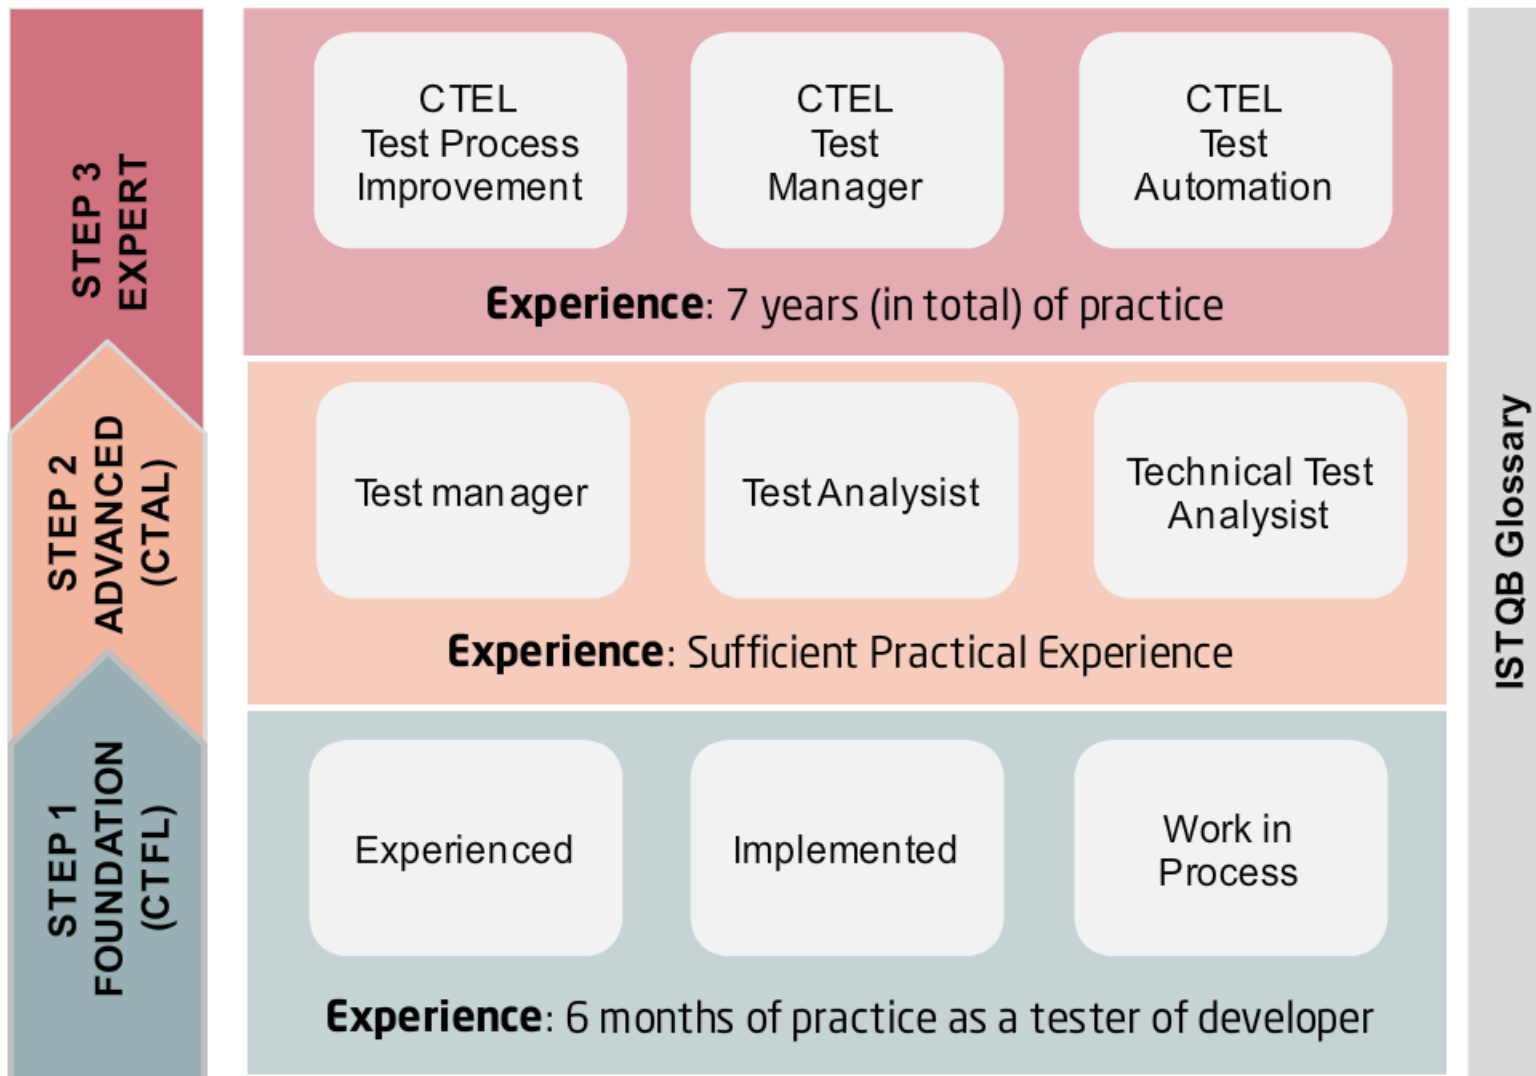 STEP 3
EXPERT
CTEL
Test Process
Improvement
CTEL
Test
Manager
CTEL
Test
Automation
Experience: 7 years (in total) of practice
STEP 2
ADVANCED
(CTAL)
Test manager
Test Analysist
Technical Test
Analysist
Experience: Sufficient Practical Experience
STEP 1
FOUNDATION
(CTFL)
Experienced
Implemented
Work in
Process
Experience: 6 months of practice as a tester of developer
ISTQB Glossary